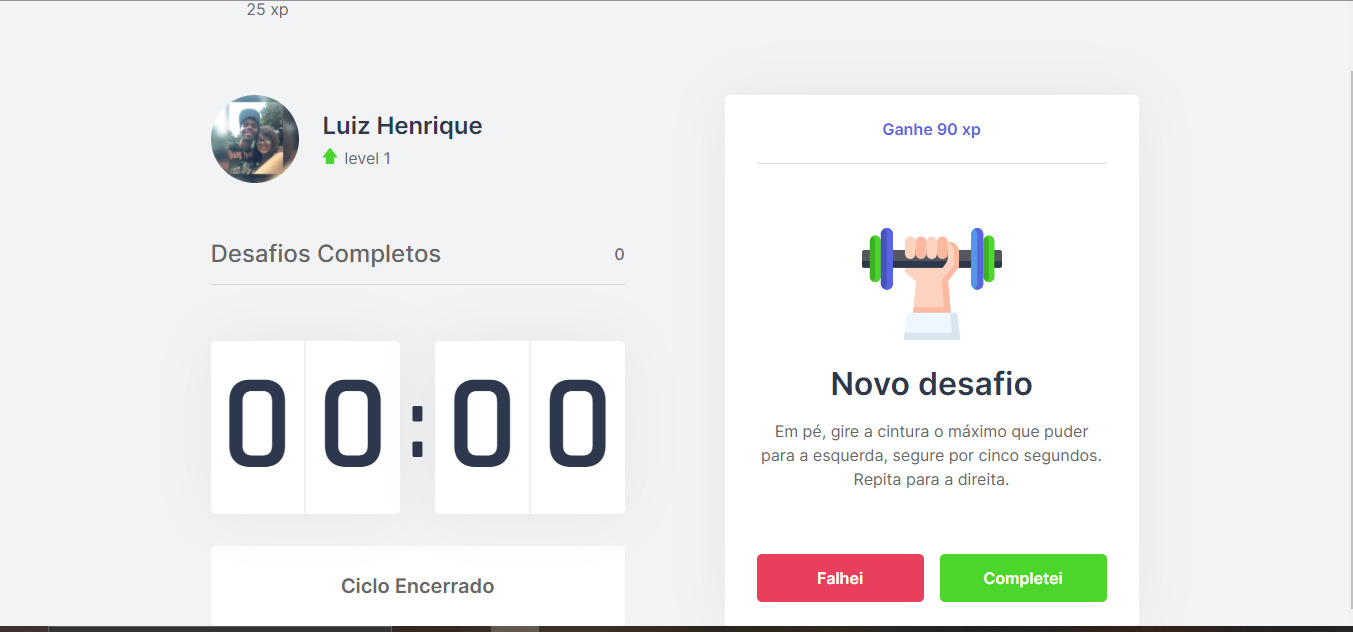 25 xp
Luiz Henrique
level 1
Desafios Completos 0
00:00
Ciclo Encerrado
Ganhe 90 xp
Novo desafio
Em pé, gire a cintura o máximo que puder
para a esquerda, segure por cinco segundos.
Repita para a direita.
Falhei Completei